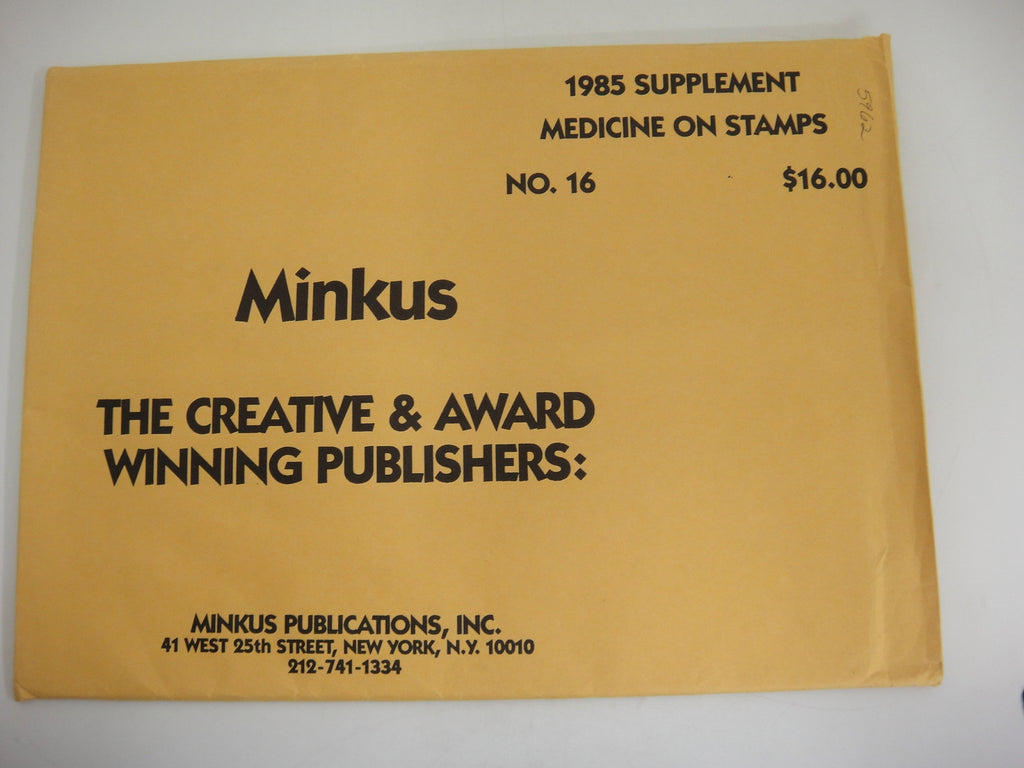 1985 SUPPLEMENT
MEDICINE ON STAMPS
NO. 16 $16.00
5962
Minkus
THE CREATIVE & AWARD
WINNING PUBLISHERS:
MINKUS PUBLICATIONS, INC.
41 WEST 25th STREET, NEW YORK, N.Y. 10010
212-741-1334